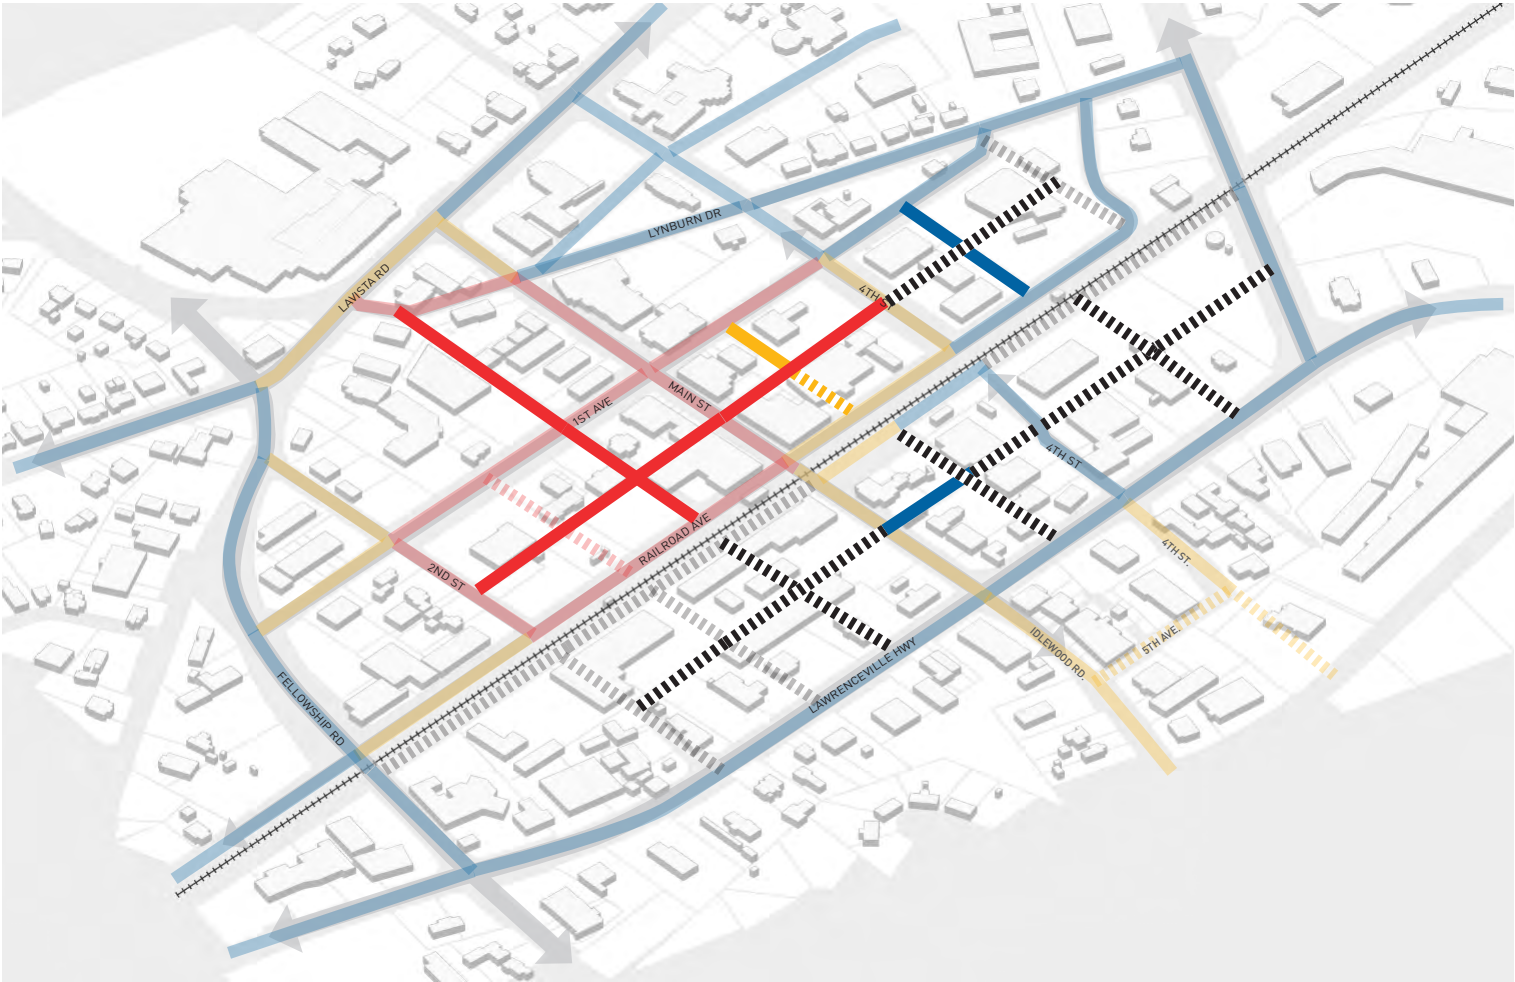 LYNBURN DR
LAVISTA RD
4TH ST
MAIN ST
1ST AVE
4TH ST
RAILROAD AVE
4TH ST.
2ND ST
5TH AVE.
IDLEWOOD RD.
LAWRENCEVILLE HWY
FELLOWSHIP RD